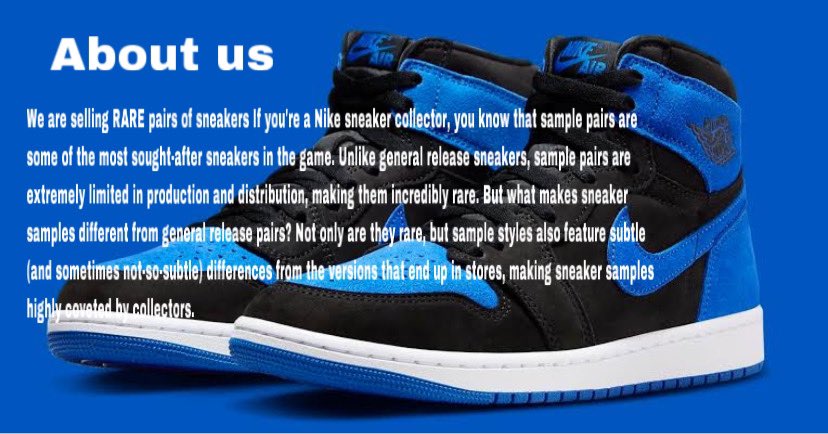 About us
We are selling RARE pairs of sneakers If you're a Nike sneaker collector, you know that sample pairs are
some of the most sought-after sneakers in the game. Unlike general release sneakers, sample pairs are
extremely limited in production and distribution, making them incredibly rare. But what makes sneaker
samples different from general release pairs? Not only are they rare, but sample styles also feature subtle
(and sometimes not-so-subtle) differences from the versions that end up in stores, making sneaker samples
highly coveted by collectors.
NIKE
AIR
NIKE
AIR